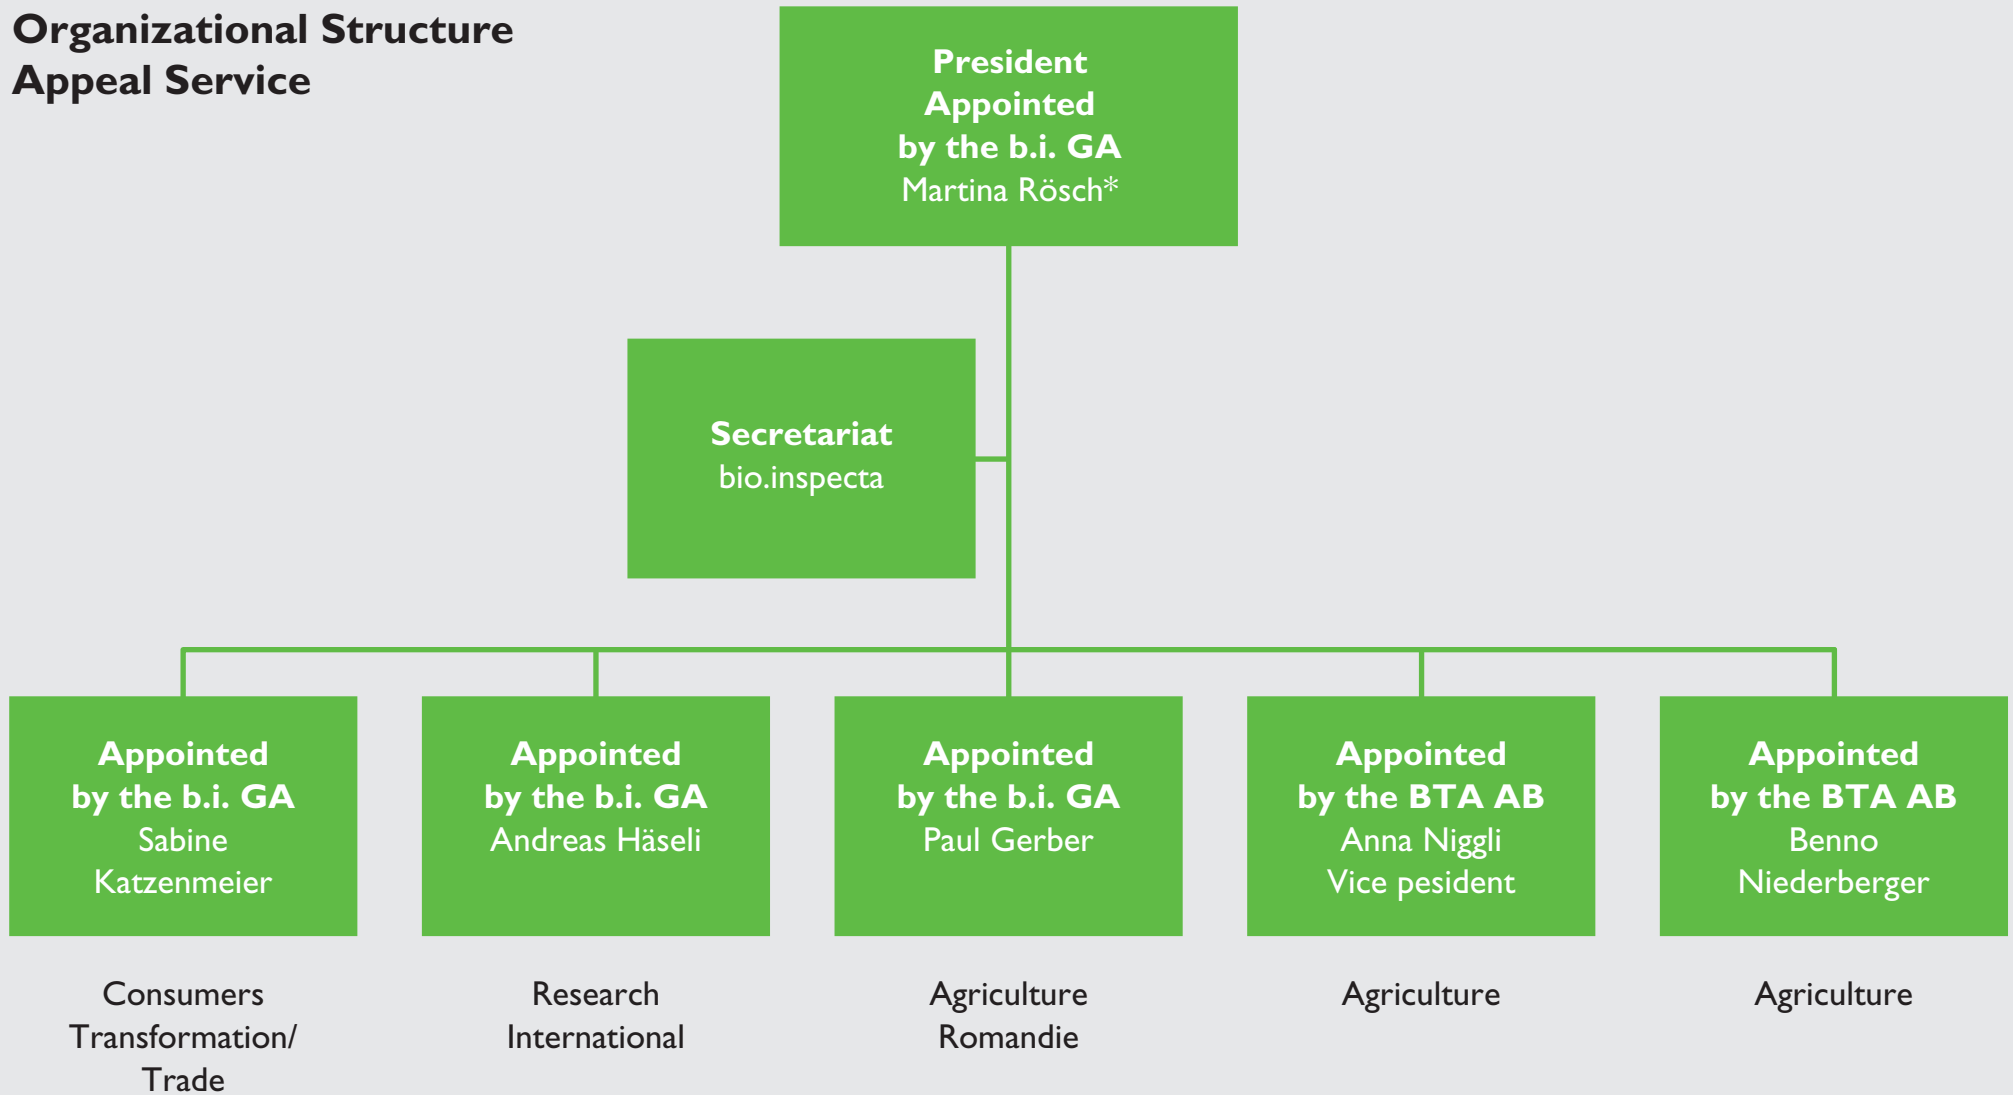 Organizational Structure
Appeal Service
President
Appointed
by the b.i. GA
Martina Rösch*
Secretariat
bio.inspecta
Appointed
by the b.i. GA
Sabine
Katzenmeier
Appointed
by the b.i. GA
Andreas Häseli
Appointed
by the b.i. GA
Paul Gerber
Appointed
by the BTA AB
Anna Niggli
Vice pesident
Appointed
by the BTA AB
Benno
Niederberger
Consumers
Transformation/
Trade
Research
International
Agriculture
Romandie
Agriculture
Agriculture